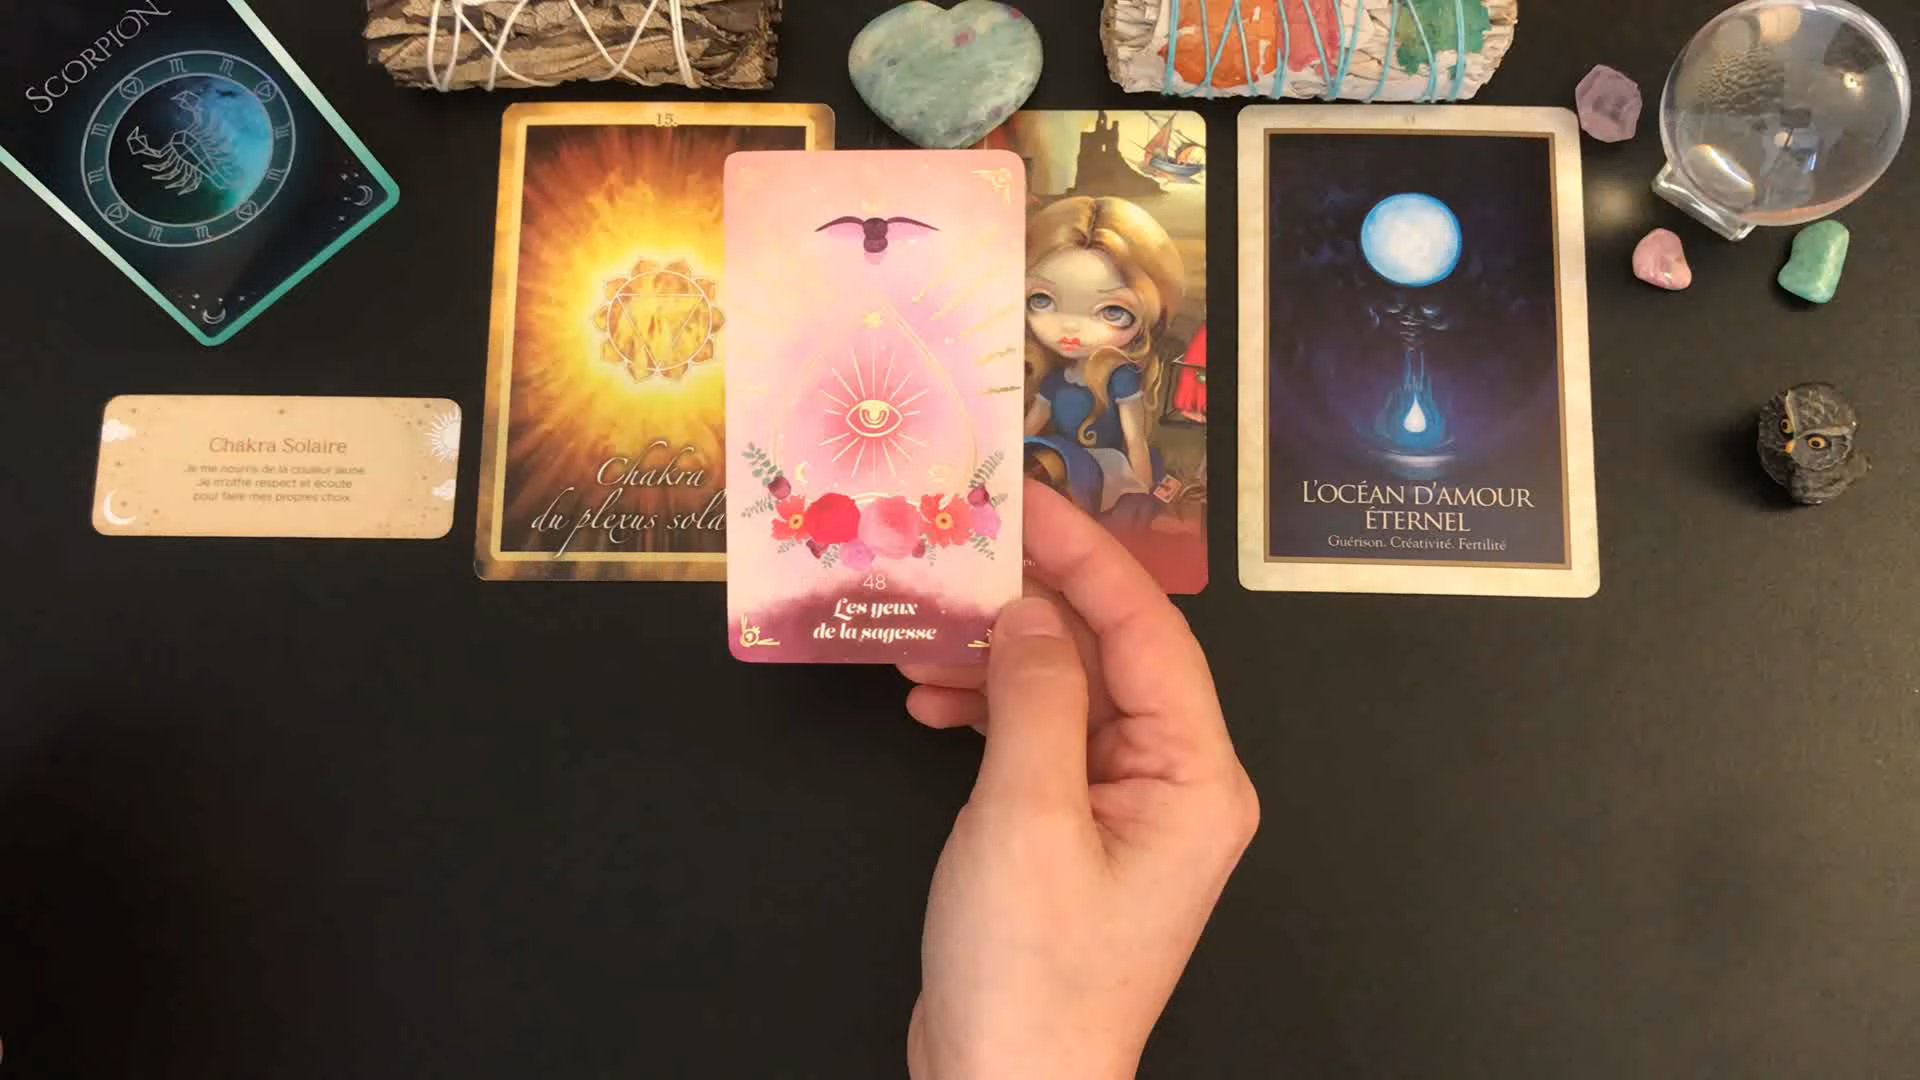 SCORPION
15.
Chakra
du plexus sola
Chakra Solaire
Je me nourris de la couleur jaune
Je m'offre respect et écoute
pour faire mes propres choix
48
Les yeux
de la sagesse
L'OCÉAN D'AMOUR
ÉTERNEL
Guérison. Créativité. Fertilité